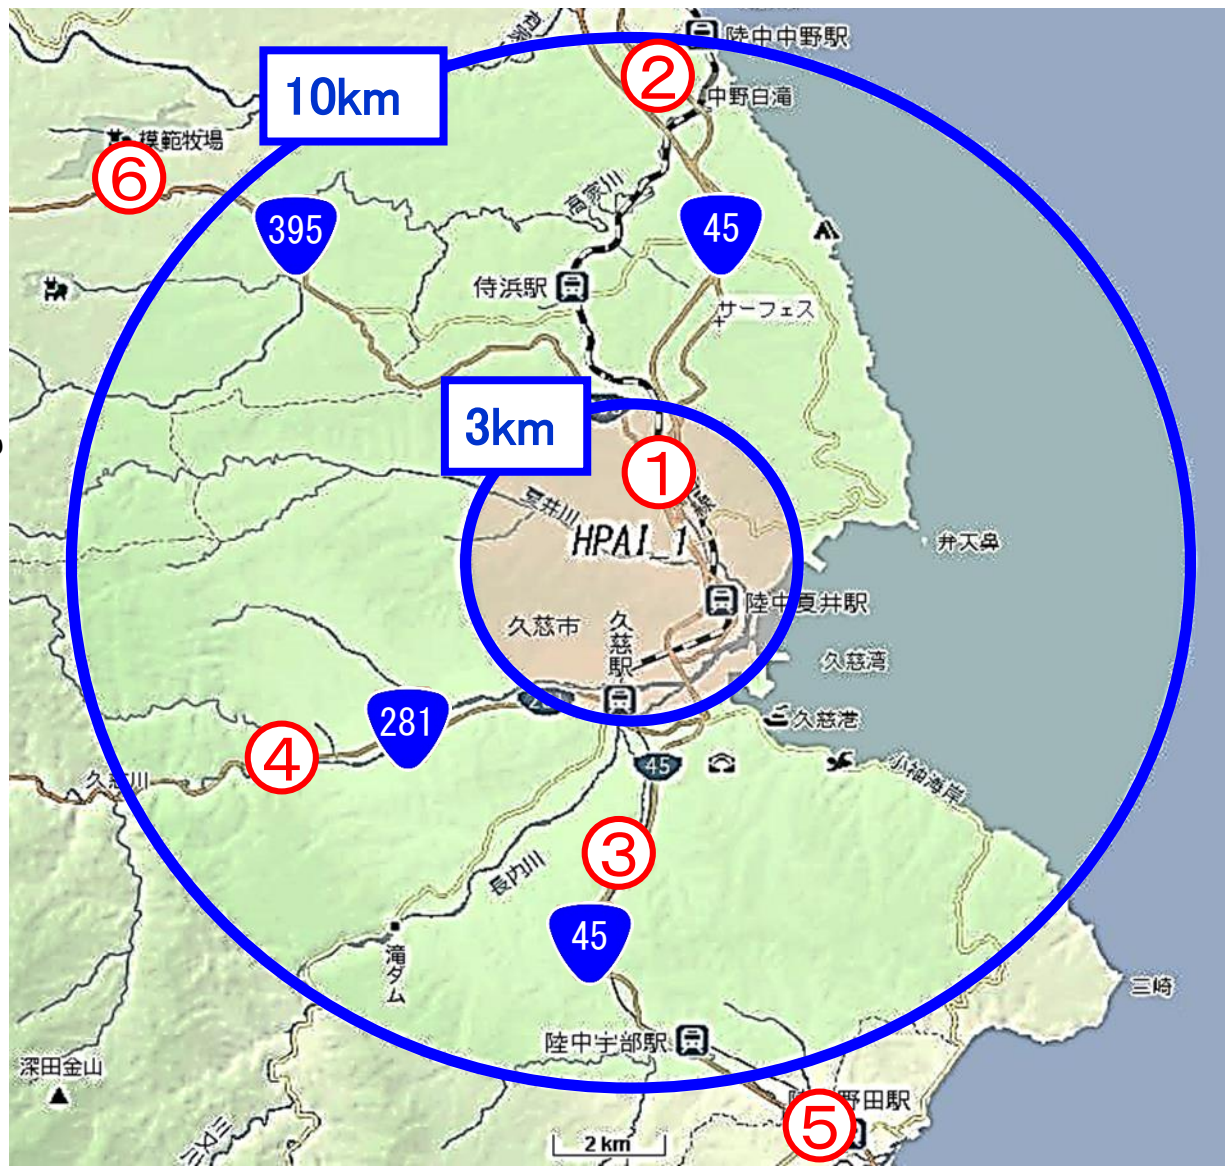 陸中中野駅
②
10km
中野白滝
模範牧場
⑥
高家川
395
45
侍浜駅
サーフェス
3km
①
夏井川
HPAI_1
弁天鼻
陸中夏井駅
久慈市
久慈駅
久慈湾
281
久慈港
④
45
久慈川
小袖海岸
③
長内川
45
滝ダム
三崎
陸中宇部駅
深田金山
野田駅
⑤
2 km